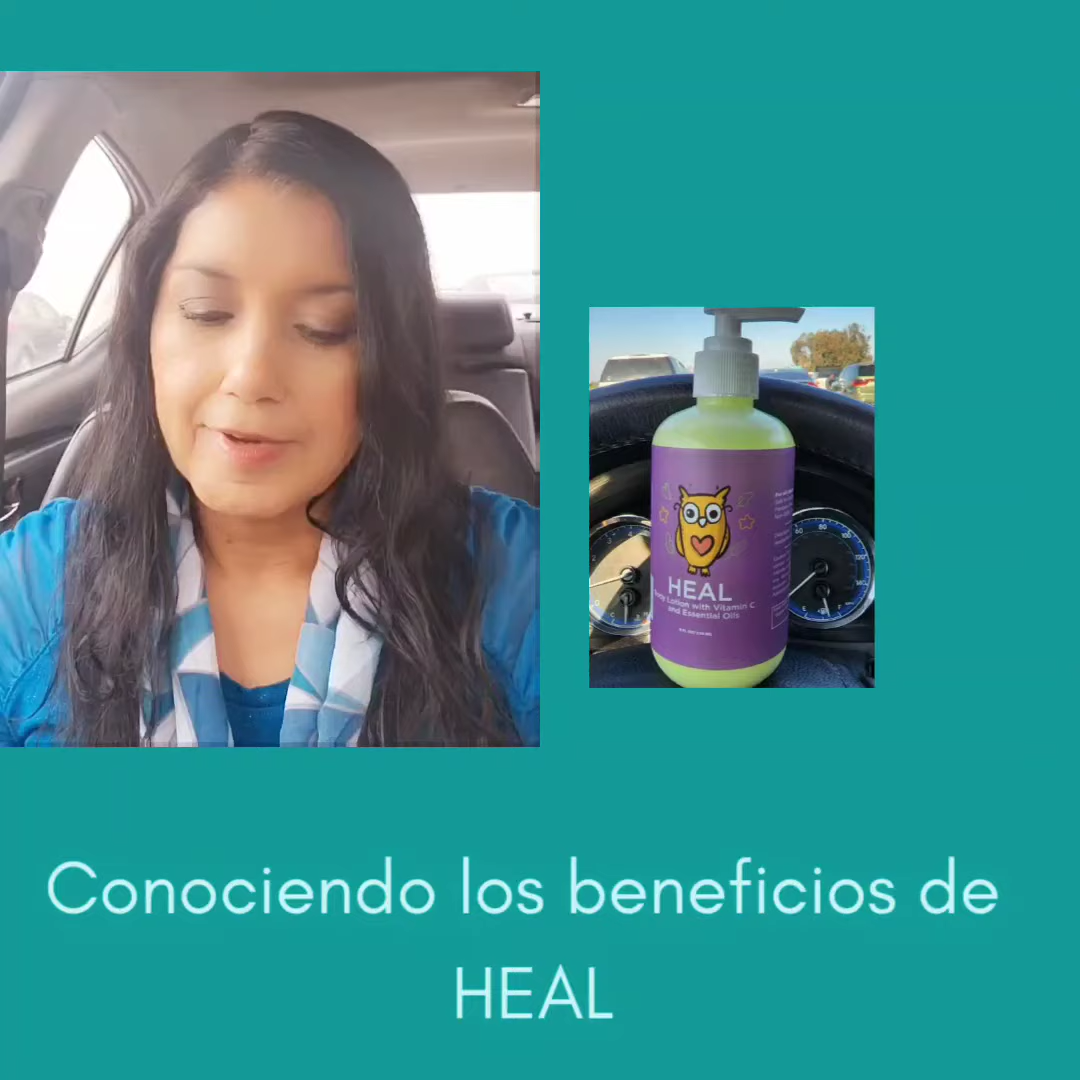 HEAL
Body Lotion with Vitamin C
and Essential Oils
Conociendo los beneficios de
HEAL